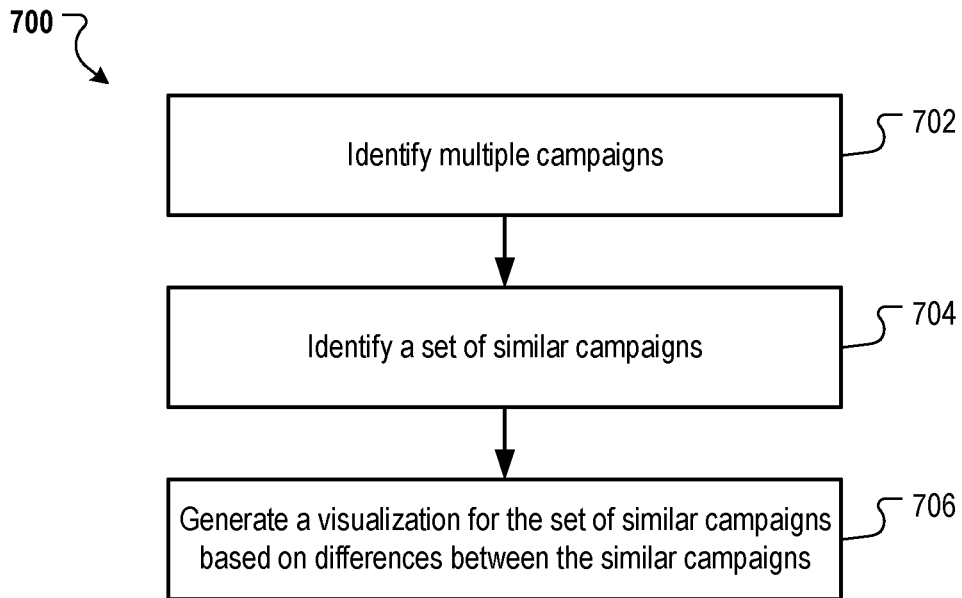 700
Identify multiple campaigns
702
Identify a set of similar campaigns
704
Generate a visualization for the set of similar campaigns
based on differences between the similar campaigns
706